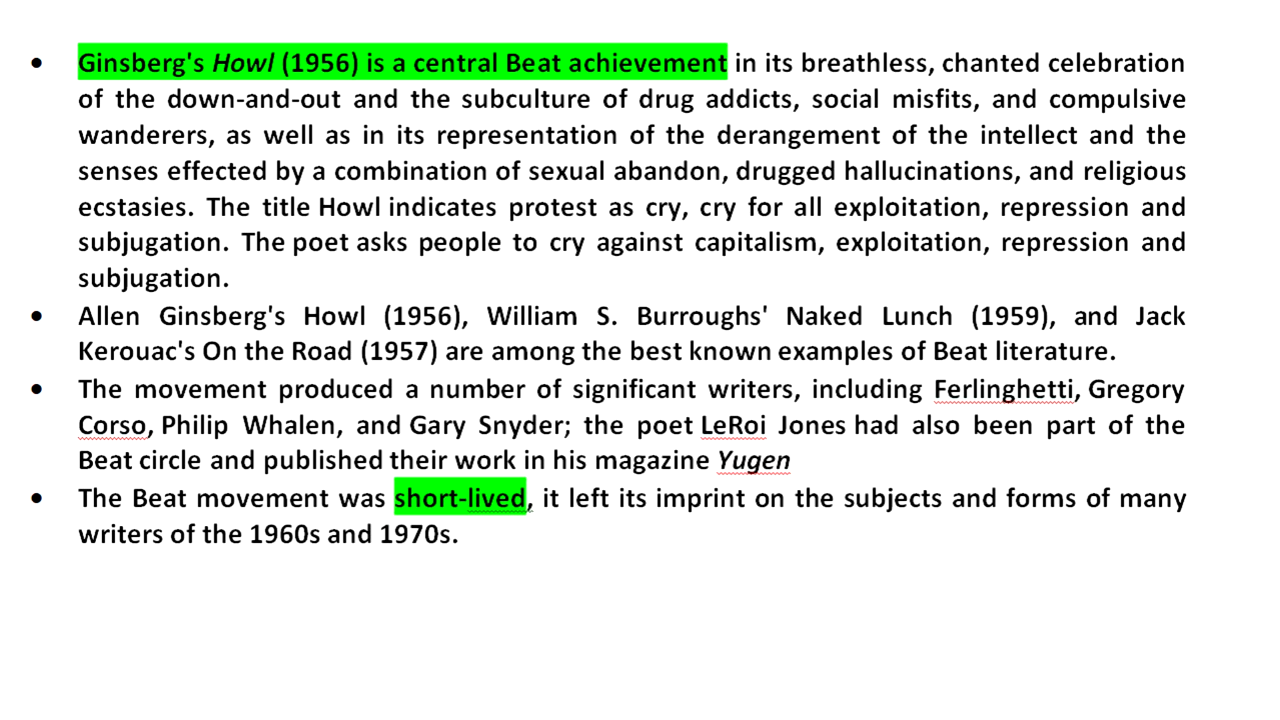 • Ginsberg's Howl (1956) is a central Beat achievement in its breathless, chanted celebration
of the down-and-out and the subculture of drug addicts, social misfits, and compulsive
wanderers, as well as in its representation of the derangement of the intellect and the
senses effected by a combination of sexual abandon, drugged hallucinations, and religious
ecstasies. The title Howl indicates protest as cry, cry for all exploitation, repression and
subjugation. The poet asks people to cry against capitalism, exploitation, repression and
subjugation.
• Allen Ginsberg's Howl (1956), William S. Burroughs' Naked Lunch (1959), and Jack
Kerouac's On the Road (1957) are among the best known examples of Beat literature.
• The movement produced a number of significant writers, including Ferlinghetti, Gregory
Corso, Philip Whalen, and Gary Snyder; the poet LeRoi Jones had also been part of the
Beat circle and published their work in his magazine Yugen
• The Beat movement was short-lived, it left its imprint on the subjects and forms of many
writers of the 1960s and 1970s.